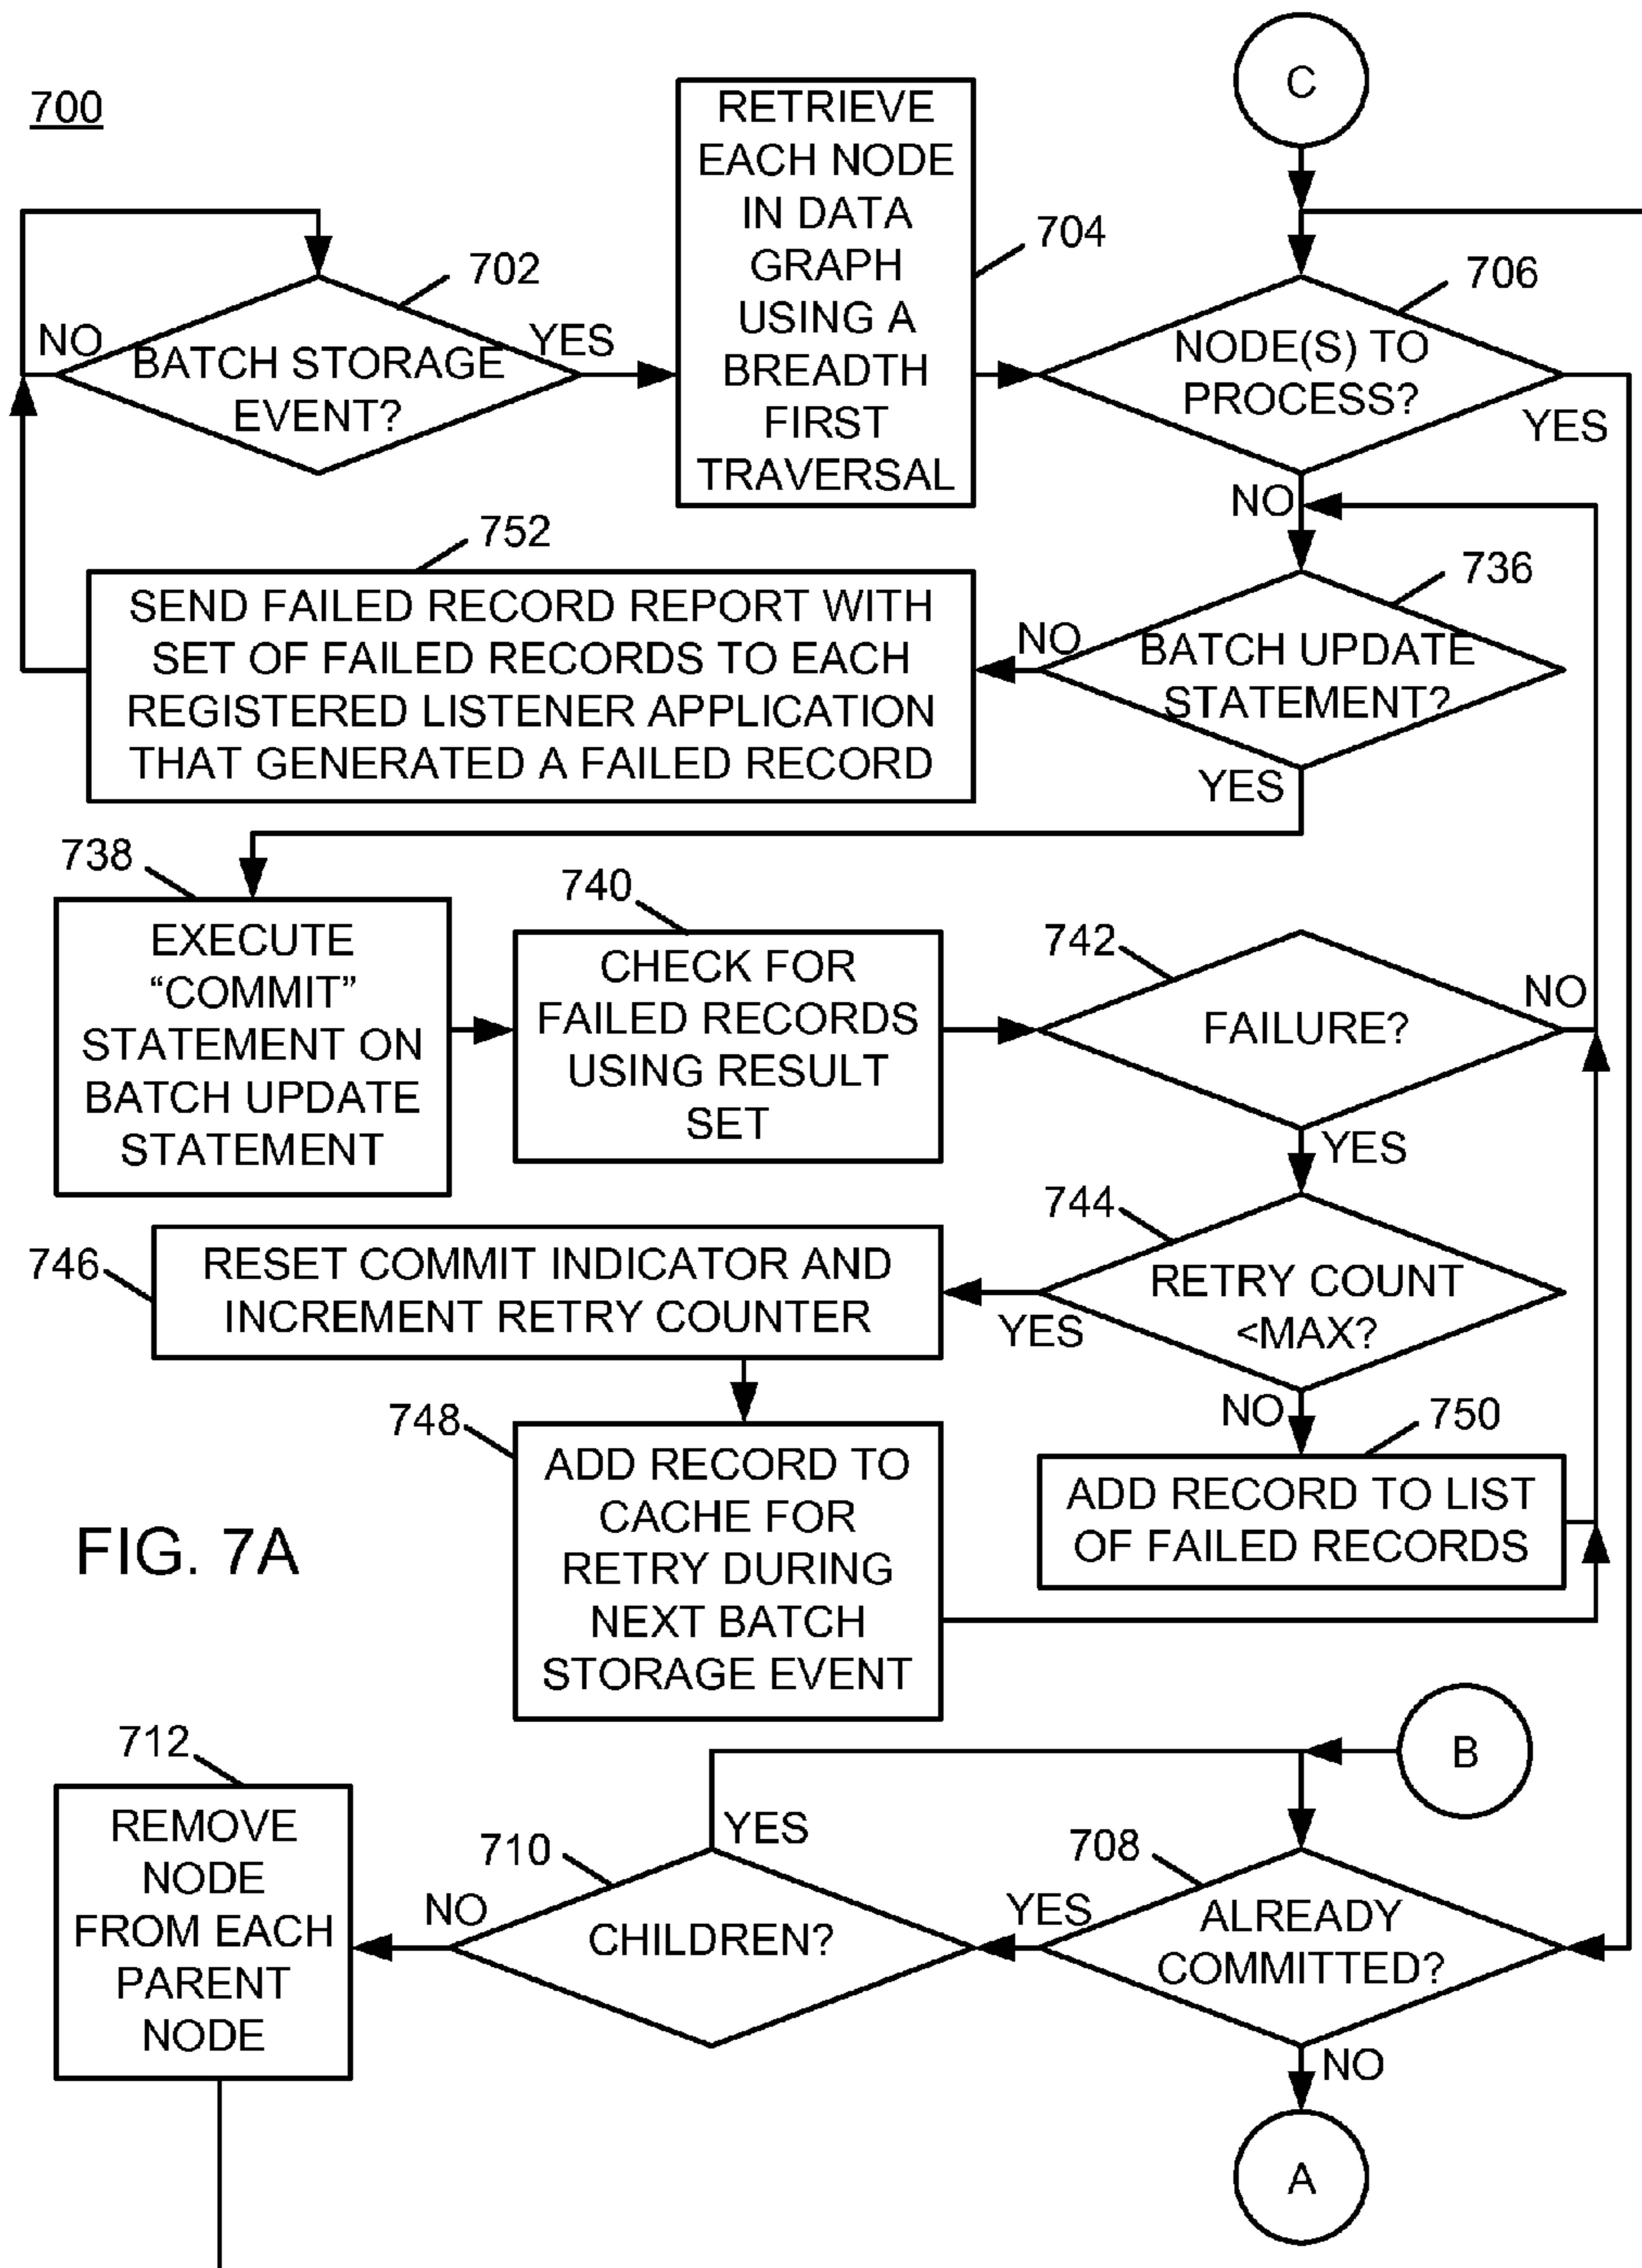 700
C
RETRIEVE
EACH NODE
IN DATA
GRAPH
USING A
BREADTH
FIRST
TRAVERSAL
704
702
NO
BATCH STORAGE
EVENT?
YES
706
NODE(S) TO
PROCESS?
YES
NO
752
SEND FAILED RECORD REPORT WITH
SET OF FAILED RECORDS TO EACH
REGISTERED LISTENER APPLICATION
THAT GENERATED A FAILED RECORD
736
NO
BATCH UPDATE
STATEMENT?
YES
738
EXECUTE
“COMMIT”
STATEMENT ON
BATCH UPDATE
STATEMENT
740
CHECK FOR
FAILED RECORDS
USING RESULT
SET
742
NO
FAILURE?
YES
744
RETRY COUNT
<MAX?
YES
NO
746
RESET COMMIT INDICATOR AND
INCREMENT RETRY COUNTER
748
ADD RECORD TO
CACHE FOR
RETRY DURING
NEXT BATCH
STORAGE EVENT
750
ADD RECORD TO LIST
OF FAILED RECORDS
FIG. 7A
B
712
REMOVE
NODE
FROM EACH
PARENT
NODE
710
YES
NO
CHILDREN?
708
YES
ALREADY
COMMITTED?
NO
A